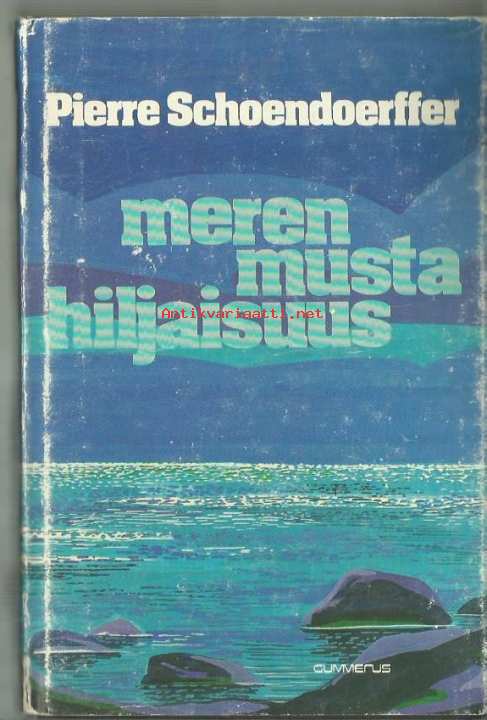 Pierre Schoendoerffer
meren
musta
hiljaisuus
Antikvariaatti.net
GUMMERUS